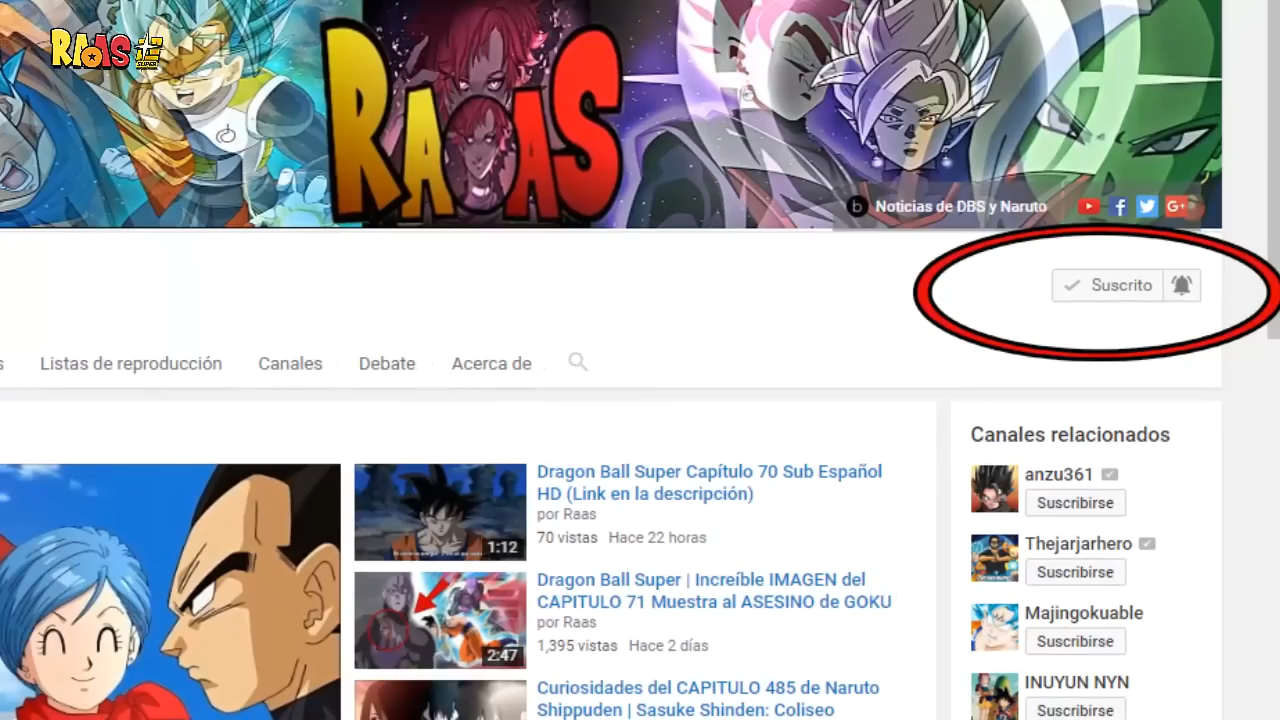 RAAS SUPER
RAAS
Noticias de DBS y Naruto
Suscrito
s Listas de reproducción Canales Debate Acerca de
Dragon Ball Super Capítulo 70 Sub Español
HD (Link en la descripción)
por Raas
70 vistas Hace 22 horas
1:12
Dragon Ball Super | Increíble IMAGEN del
CAPITULO 71 Muestra al ASESINO de GOKU
por Raas
1,395 vistas Hace 2 días
2:47
Curiosidades del CAPITULO 485 de Naruto
Shippuden | Sasuke Shinden: Coliseo
Canales relacionados
anzu361
Suscribirse
Thejarjarhero
Suscribirse
Majingokuable
Suscribirse
INUYUN NYN
Suscribirse